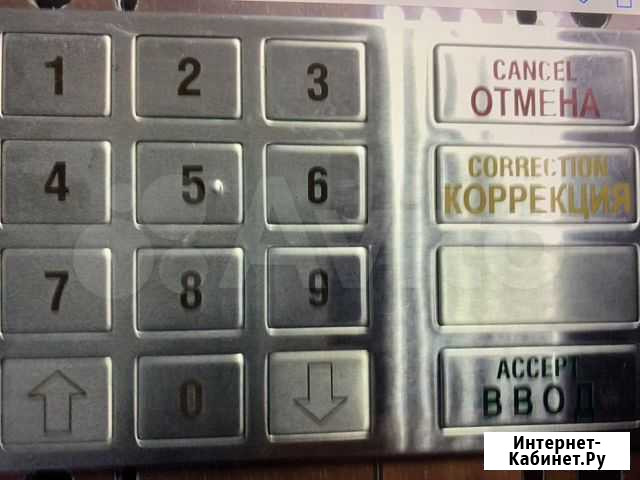 1 2 3
CANCEL
ОТМЕНА
4 5 6
CORRECTION
КОРРЕКЦИЯ
7 8 9
0
ACCEPT
ВВОД
Avito
Интернет-
Кабинет.Ру